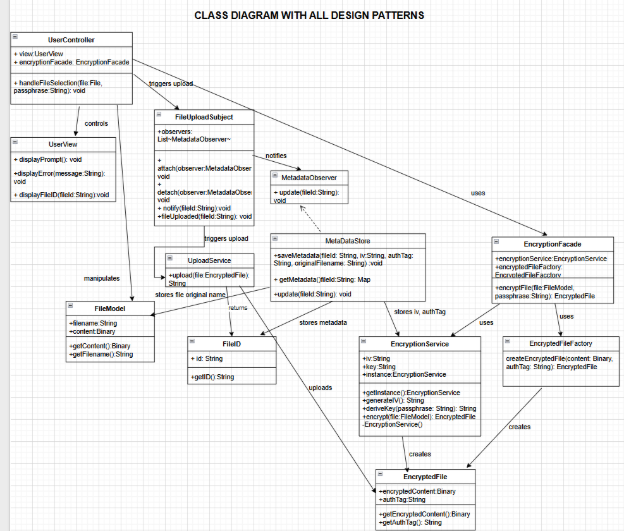 CLASS DIAGRAM WITH ALL DESIGN PATTERNS
UserController
+ view:UserView
+ encryptionFacade: EncryptionFacade
+ handleFileSelection(file:File,
passphrase:String): void
triggers upload
controls
FileUploadSubject
+observers:
List~MetadataObserver~
+
attach(observer:MetadataObser
void
+
detach(observer:MetadataObser
void
+ notify(fileId:String):void
+fileUploaded(fileId:String): void
UserView
+ displayPrompt(): void
+displayError(message:String):
void
+ displayFileID(fileId:String):void
notifies
MetadataObserver
+ update(fileId:String):
void
uses
triggers upload
MetaDataStore
+saveMetadata(fileId: String, iv:String, authTag:
String, originalFilename: String) :void
+ getMetadata(fileId:String): Map
+update(fileId:String): void
EncryptionFacade
+encryptionService:EncryptionService
+encryptedFileFactory:
EncryptedFileFactory
+encryptFile(file:FileModel,
passphrase:String): EncryptedFile
UploadService
+upload(file:EncryptedFile):
String
manipulates
stores file original name
FileModel
+filename:String
+content:Binary
+getContent():Binary
+getFilename():String
returns
stores metadata
stores iv, authTag
uses
uses
FileID
+ id: String
+getID():String
EncryptionService
+iv:String
+key:String
+instance:EncryptionService
+getInstance():EncryptionService
+generateIV(): String
+deriveKey(passphrase: String): String
+encrypt(file:FileModel): EncryptedFile
-EncryptionService()
EncryptedFileFactory
createEncryptedFile(content: Binary,
authTag: String): EncryptedFile
uploads
creates
creates
EncryptedFile
+encryptedContent:Binary
+authTag:String
+getEncryptedContent():Binary
+getAuthTag(): String